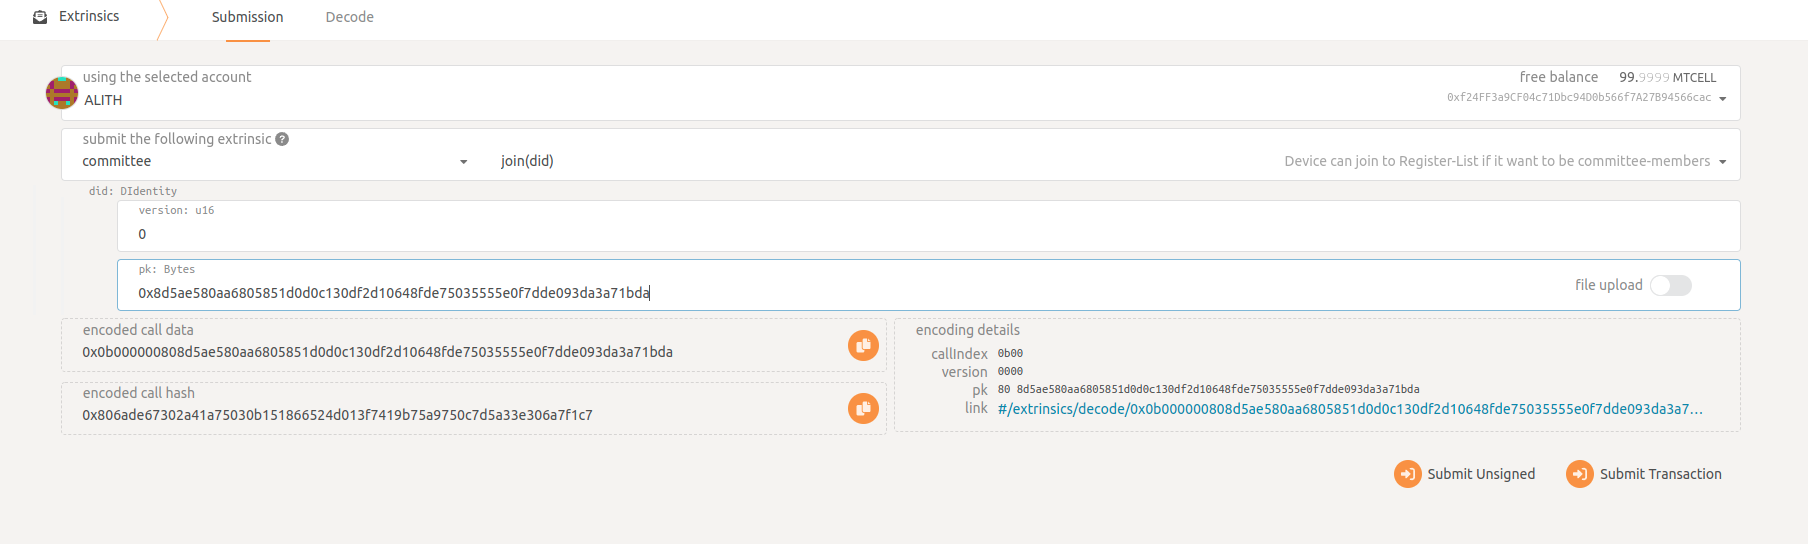 Extrinsics
Submission
Decode
using the selected account
free balance 99.9999 MTCELL
ALITH
0xf24FF3a9CF04c71Dbc94D0b566f7A27B94566cac
submit the following extrinsic ?
committee
join(did)
Device can join to Register-List if it want to be committee-members
did: DIdentity
version: u16
0
pk: Bytes
0x8d5ae580aa6805851d0d0c130df2d10648fde75035555e0f7dde093da3a71bda
file upload
encoded call data
0x0b000000808d5ae580aa6805851d0d0c130df2d10648fde75035555e0f7dde093da3a71bda
encoded call hash
0x806ade67302a41a75030b151866524d013f7419b75a9750c7d5a33e306a7f1c7
encoding details
callIndex 0b00
version 0000
pk 80 8d5ae580aa6805851d0d0c130df2d10648fde75035555e0f7dde093da3a71bda
link #/extrinsics/decode/0x0b000000808d5ae580aa6805851d0d0c130df2d10648fde75035555e0f7dde093da3a7...
Submit Unsigned
Submit Transaction